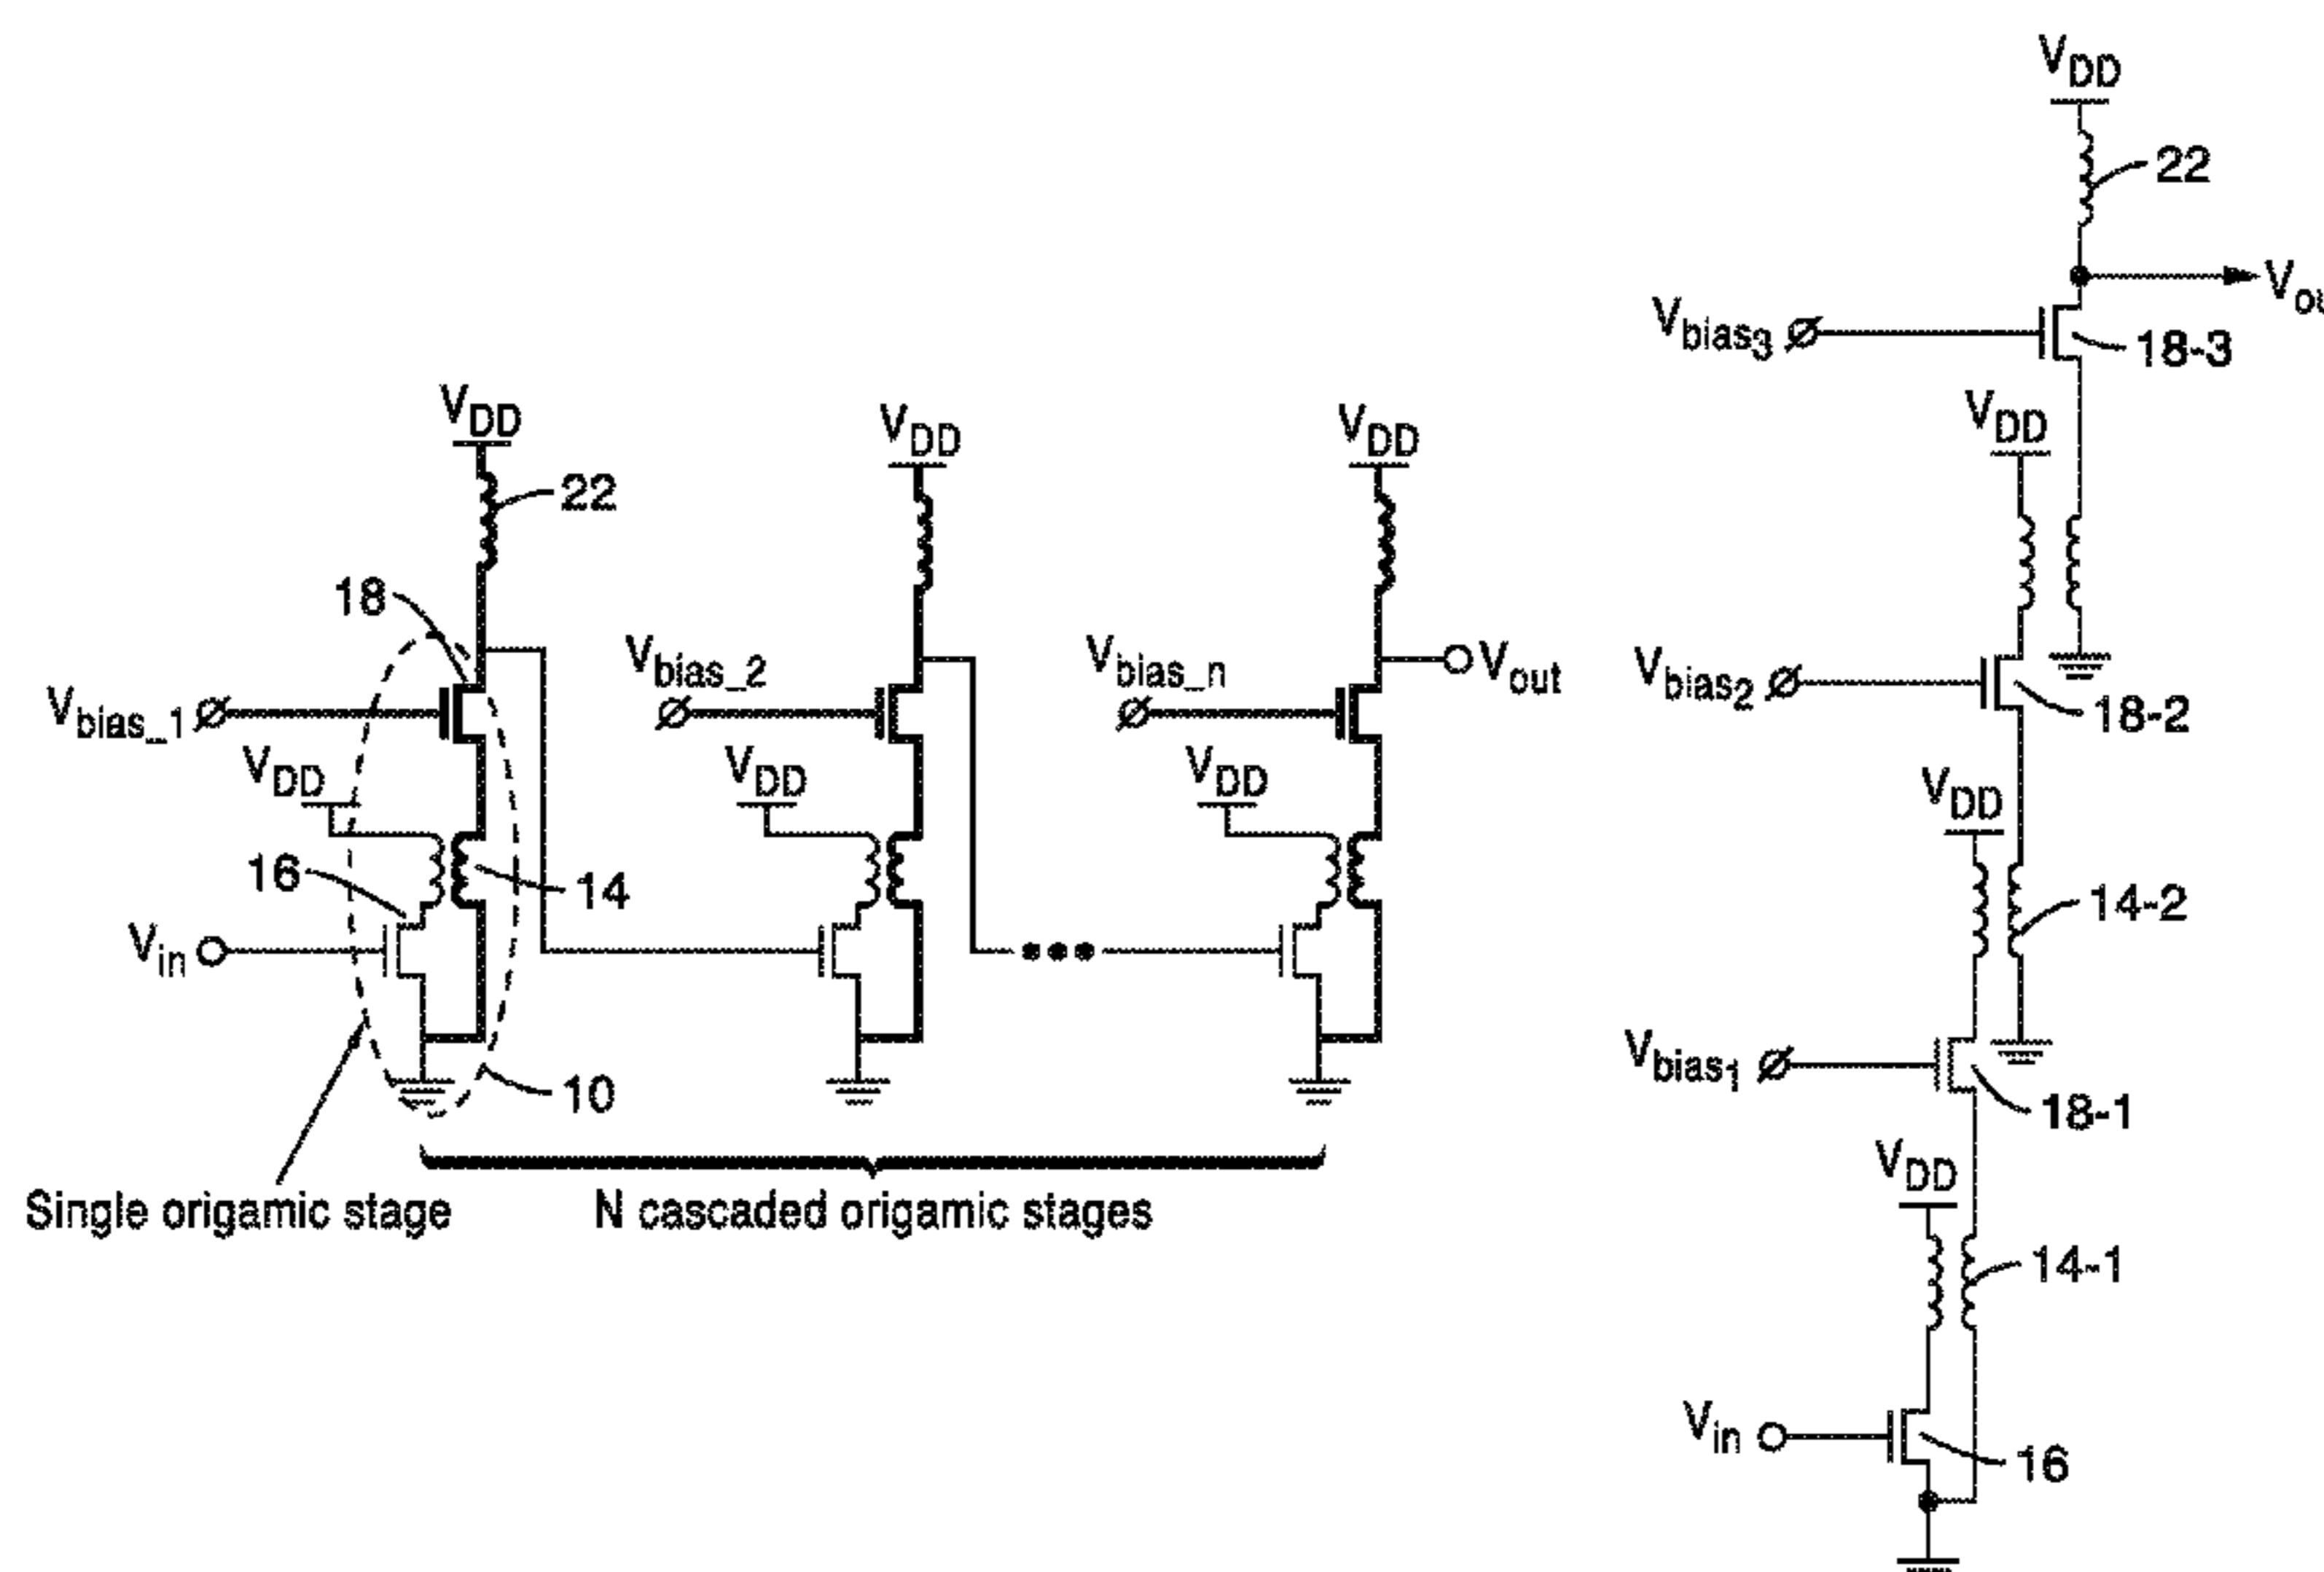 VDD
22
18
Vbias_1
VDD
16
14
Vin
10
Single origamic stage
VDD
Vbias_2
VDD
N cascaded origamic stages
VDD
Vbias_n
Vout
VDD
VDD
22
Vou
Vbias3
18-3
VDD
Vbias2
18-2
VDD
14-2
Vbias1
18-1
VDD
14-1
Vin
16